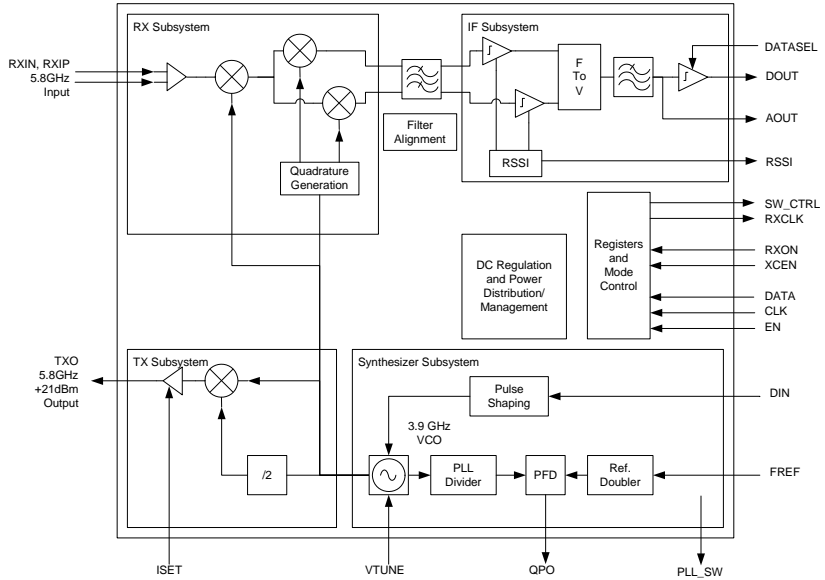 RX Subsystem
RXIN, RXIP
5.8GHz
Input
Quadrature
Generation
Filter
Alignment
IF Subsystem
F
To
V
RSSI
DATASEL
DOUT
AOUT
RSSI
DC Regulation
and Power
Distribution/
Management
Registers
and
Mode
Control
SW_CTRL
RXCLK
RXON
XCEN
DATA
CLK
EN
TX Subsystem
TXO
5.8GHz
+21dBm
Output
/2
Synthesizer Subsystem
Pulse
Shaping
DIN
3.9 GHz
VCO
PLL
Divider
PFD
Ref.
Doubler
FREF
ISET
VTUNE
QPO
PLL_SW